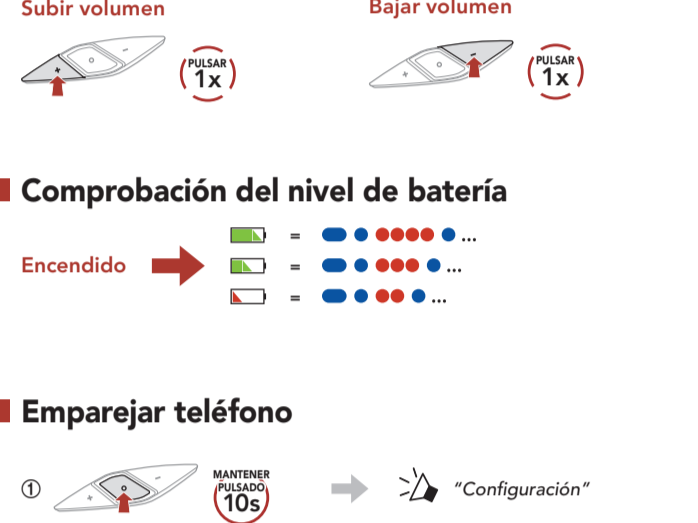 Subir volumen
Bajar volumen
+ −
PULSAR
1x
+ −
PULSAR
1x
Comprobación del nivel de batería
Encendido
= ...
= ...
= ...
Emparejar teléfono
①
+ −
MANTENER
PULSADO
10s
“Configuración”